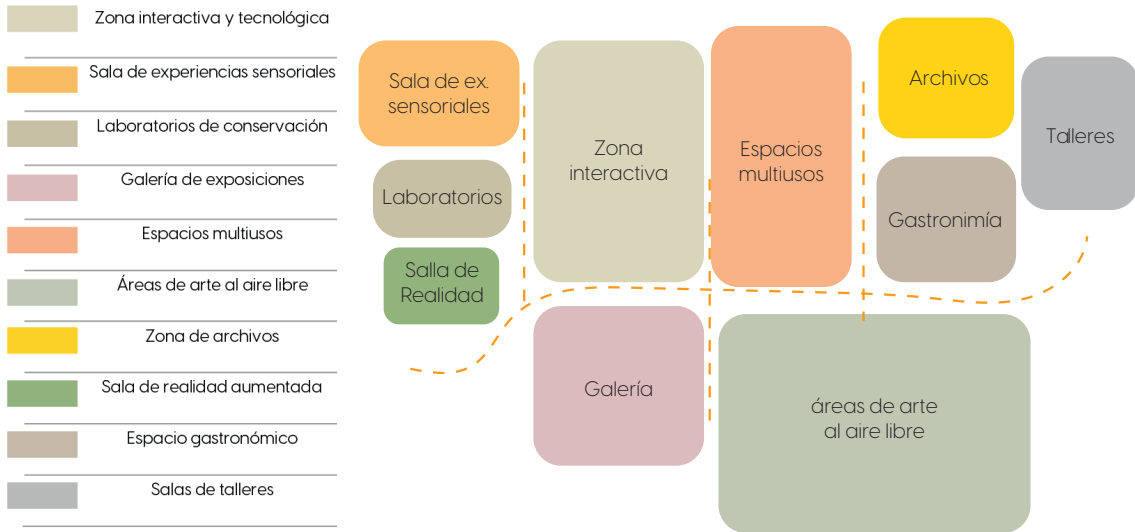 Zona interactiva y tecnológica
Sala de experiencias sensoriales
Laboratorios de conservación
Galería de exposiciones
Espacios multiusos
Áreas de arte al aire libre
Zona de archivos
Sala de realidad aumentada
Espacio gastronómico
Salas de talleres
Sala de ex.
sensoriales
Laboratorios
Salla de
Realidad
Zona
interactiva
Espacios
multiusos
Archivos
Talleres
Gastronimía
Galería
áreas de arte
al aire libre